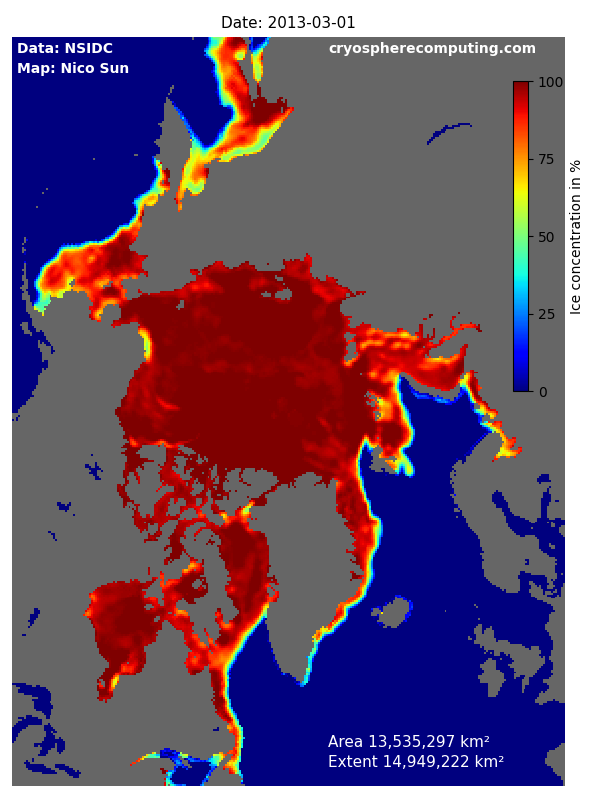 Date: 2013-03-01
Data: NSIDC
Map: Nico Sun
cryospherecomputing.com
100
75
50
25
0
Ice concentration in %
Area 13,535,297 km²
Extent 14,949,222 km²